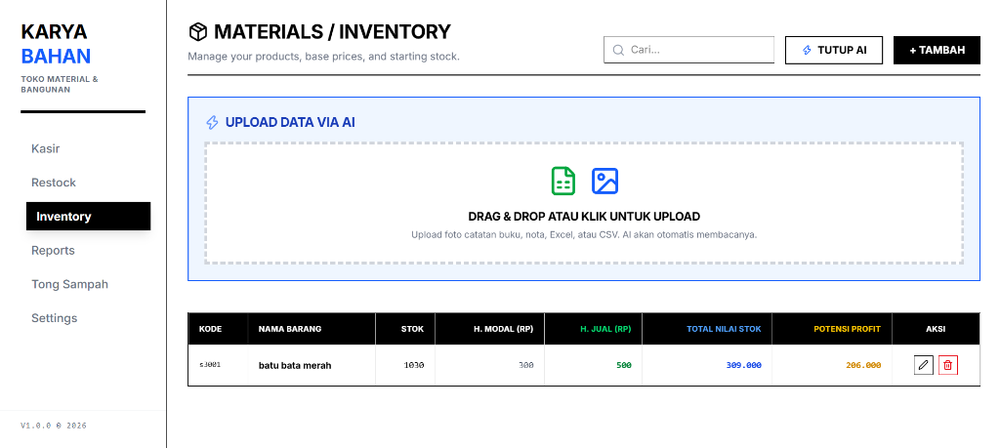 KARYA
BAHAN
TOKO MATERIAL &
BANGUNAN
Kasir
Restock
Inventory
Reports
Tong Sampah
Settings
V1.0.0 © 2026
MATERIALS / INVENTORY
Manage your products, base prices, and starting stock.
Cari...
TUTUP AI
+ TAMBAH
UPLOAD DATA VIA AI
DRAG & DROP ATAU KLIK UNTUK UPLOAD
Upload foto catatan buku, nota, Excel, atau CSV. AI akan otomatis membacanya.
KODE NAMA BARANG STOK H. MODAL (RP) H. JUAL (RP) TOTAL NILAI STOK POTENSI PROFIT AKSI
sJ001 batu bata merah 1030 300 500 309.000 206.000